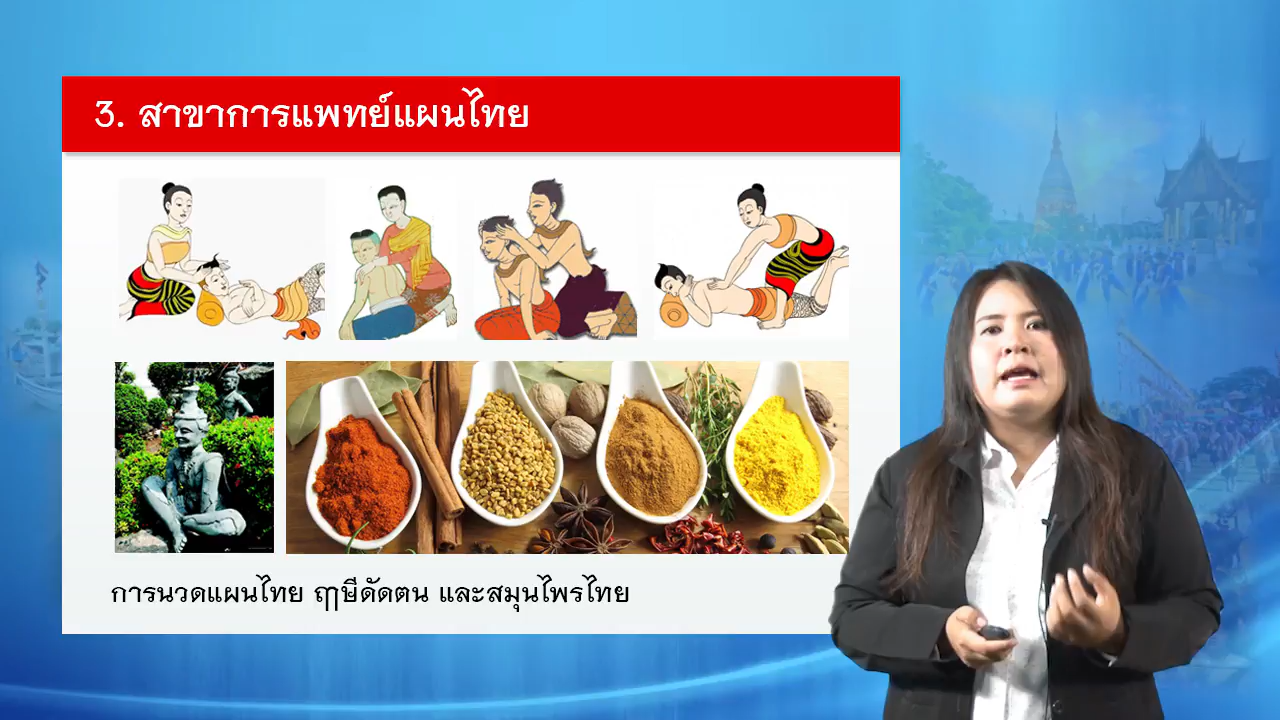 3. สาขาการแพทย์แผนไทย
การนวดแผนไทย ฤๅษีดัดตน และสมุนไพรไทย